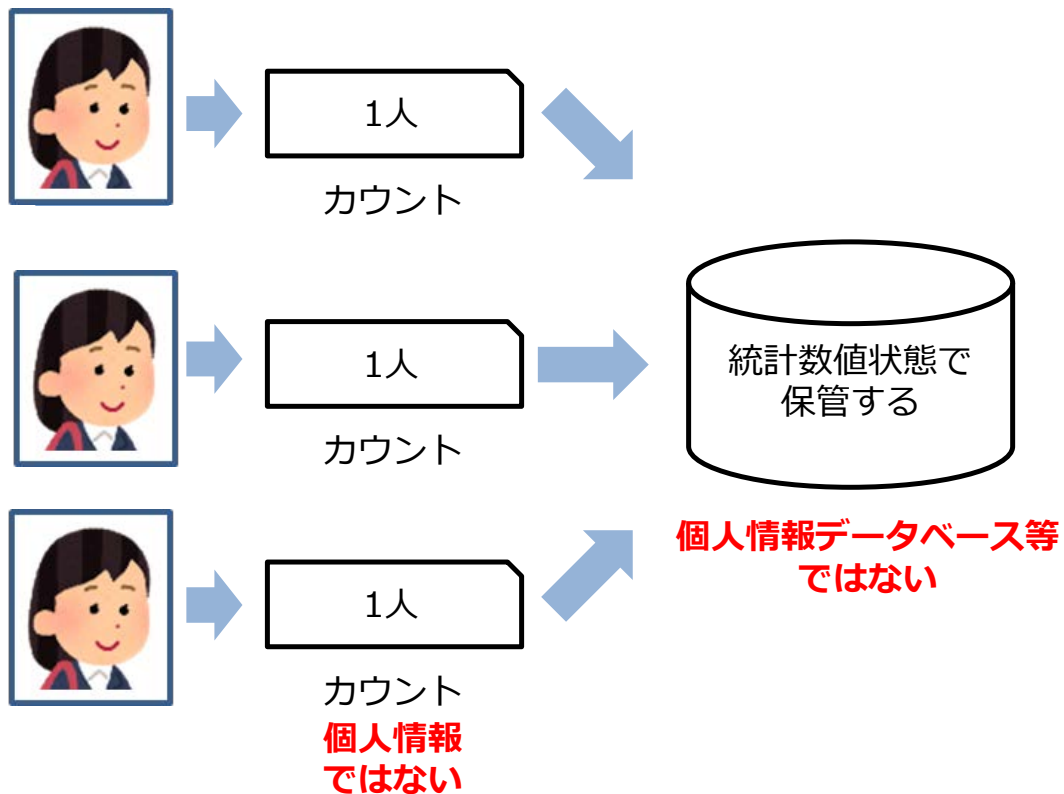 1人
カウント
1人
カウント
統計数値状態で
保管する
個人情報データベース等
ではない
1人
カウント
個人情報
ではない